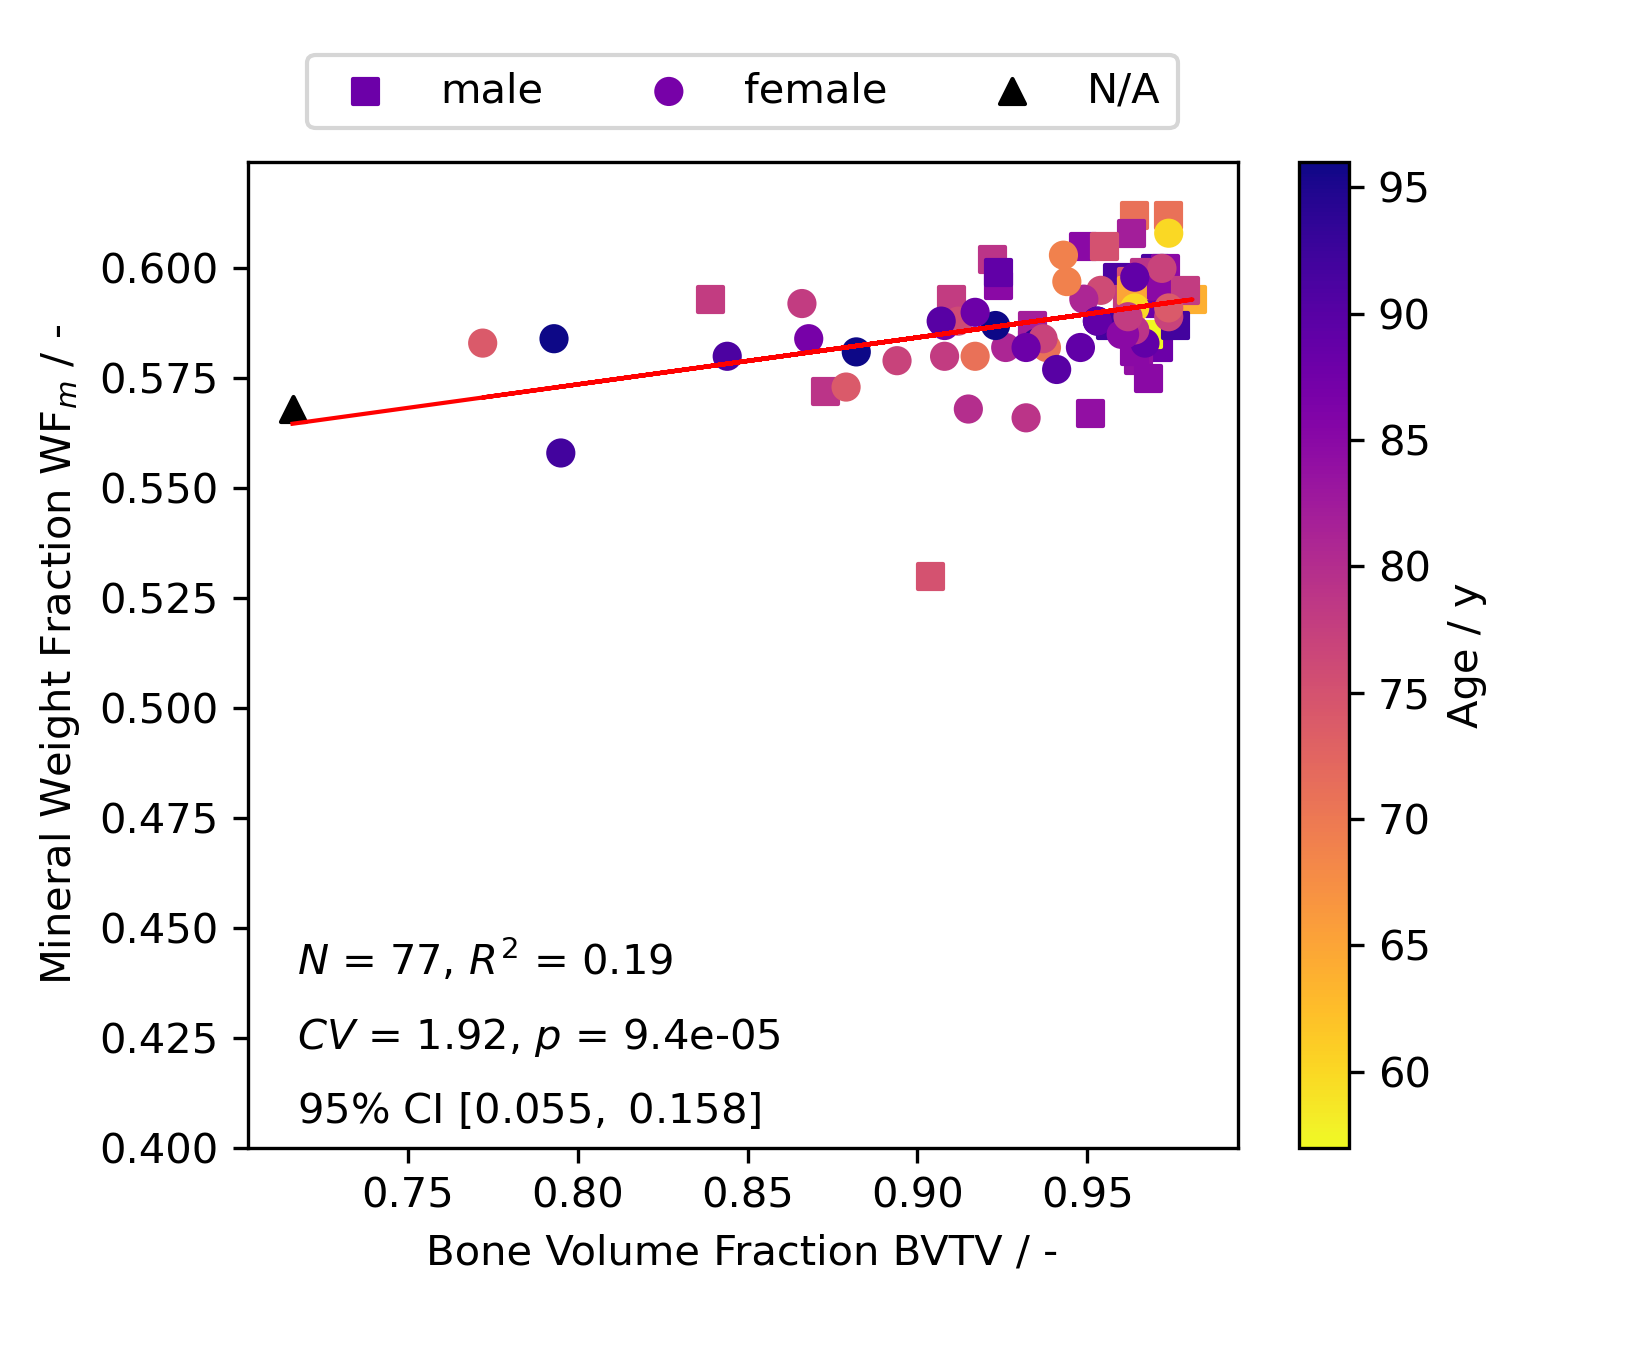 male female N/A
0.600
0.575
0.550
0.525
0.500
0.475
0.450
0.425
0.400
Mineral Weight Fraction WFm / -
N = 77, R² = 0.19
CV = 1.92, p = 9.4e-05
95% CI [0.055, 0.158]
0.75 0.80 0.85 0.90 0.95
Bone Volume Fraction BVTV / -
95
90
85
80
75
70
65
60
Age / y